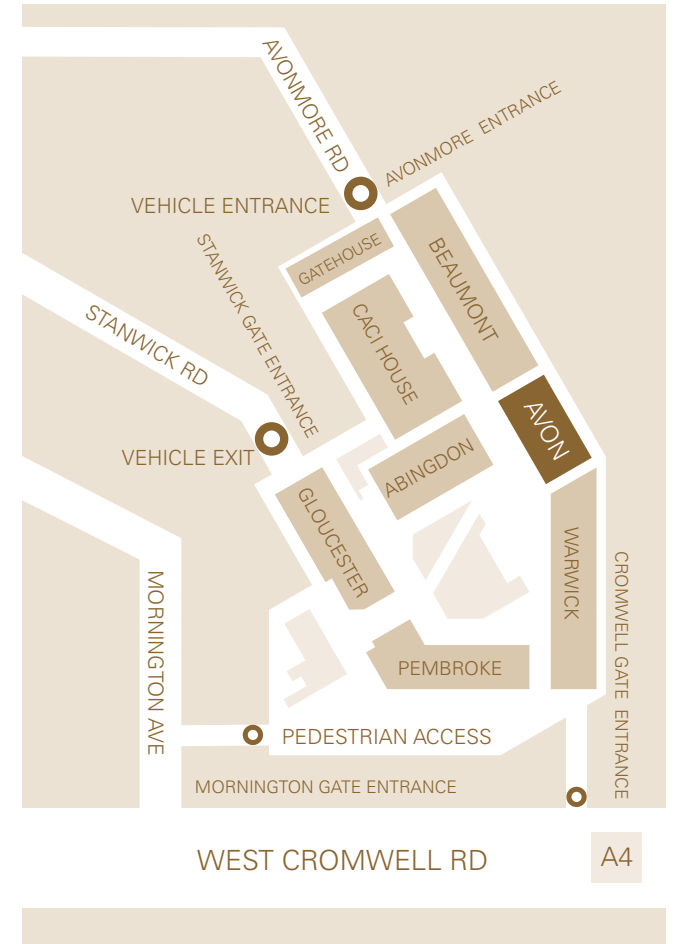 AVONMORE RD
AVONMORE ENTRANCE
VEHICLE ENTRANCE
GATEHOUSE
BEAUMONT
STANWICK GATE ENTRANCE
STANWICK RD
CACI HOUSE
AVON
VEHICLE EXIT
ABINGDON
GLOUCESTER
WARWICK
CROMWELL GATE ENTRANCE
MORNINGTON AVE
PEMBROKE
PEDESTRIAN ACCESS
MORNINGTON GATE ENTRANCE
WEST CROMWELL RD
A4